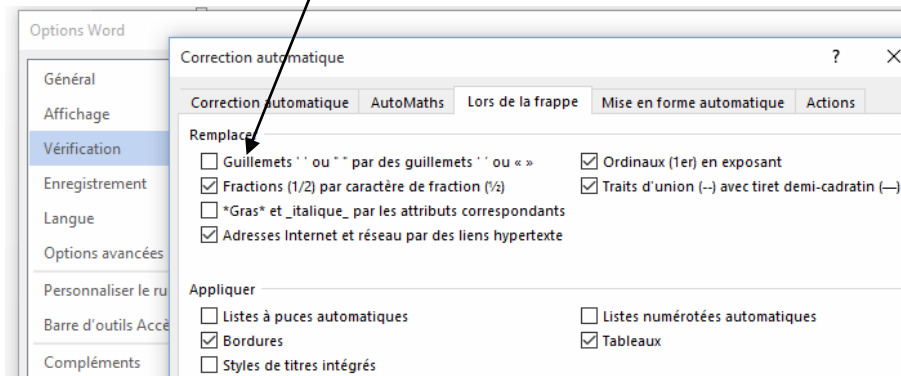 Options Word
Correction automatique ?
Général
Affichage
Vérification
Enregistrement
Langue
Options avancées
Personnaliser le ru
Barre d'outils Accè
Compléments
Correction automatique AutoMaths Lors de la frappe Mise en forme automatique Actions
Remplacer
Guillemets ' ' ou " " par des guillemets ' ' ou « » Ordinaux (1er) en exposant
Fractions (1/2) par caractère de fraction (½) Traits d'union (--) avec tiret demi-cadratin (—)
*Gras* et _italique_ par les attributs correspondants
Adresses Internet et réseau par des liens hypertexte
Appliquer
Listes à puces automatiques Listes numérotées automatiques
Bordures Tableaux
Styles de titres intégrés